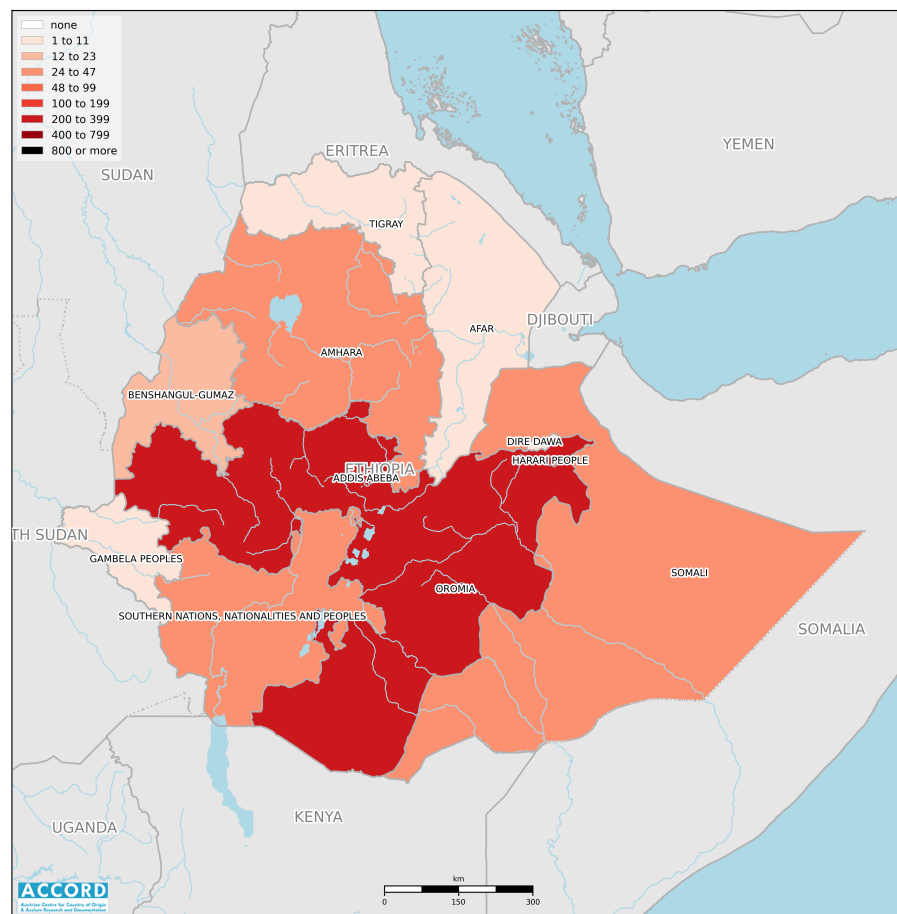 none
1 to 11
12 to 23
24 to 47
48 to 99
100 to 199
200 to 399
400 to 799
800 or more
ERITREA
YEMEN
SUDAN
TIGRAY
DJIBOUTI
AFAR
AMHARA
BENSHANGUL-GUMAZ
DIRE DAWA
HARARI PEOPLE
ETHIOPIA
ADDIS ABEBA
TH SUDAN
GAMBELA PEOPLES
SOMALI
OROMIA
SOUTHERN NATIONS, NATIONALITIES AND PEOPLES
SOMALIA
KENYA
UGANDA
km
0 150 300
ACCORD
Austrian Centre for Country of Origin
& Asylum Research and Documentation